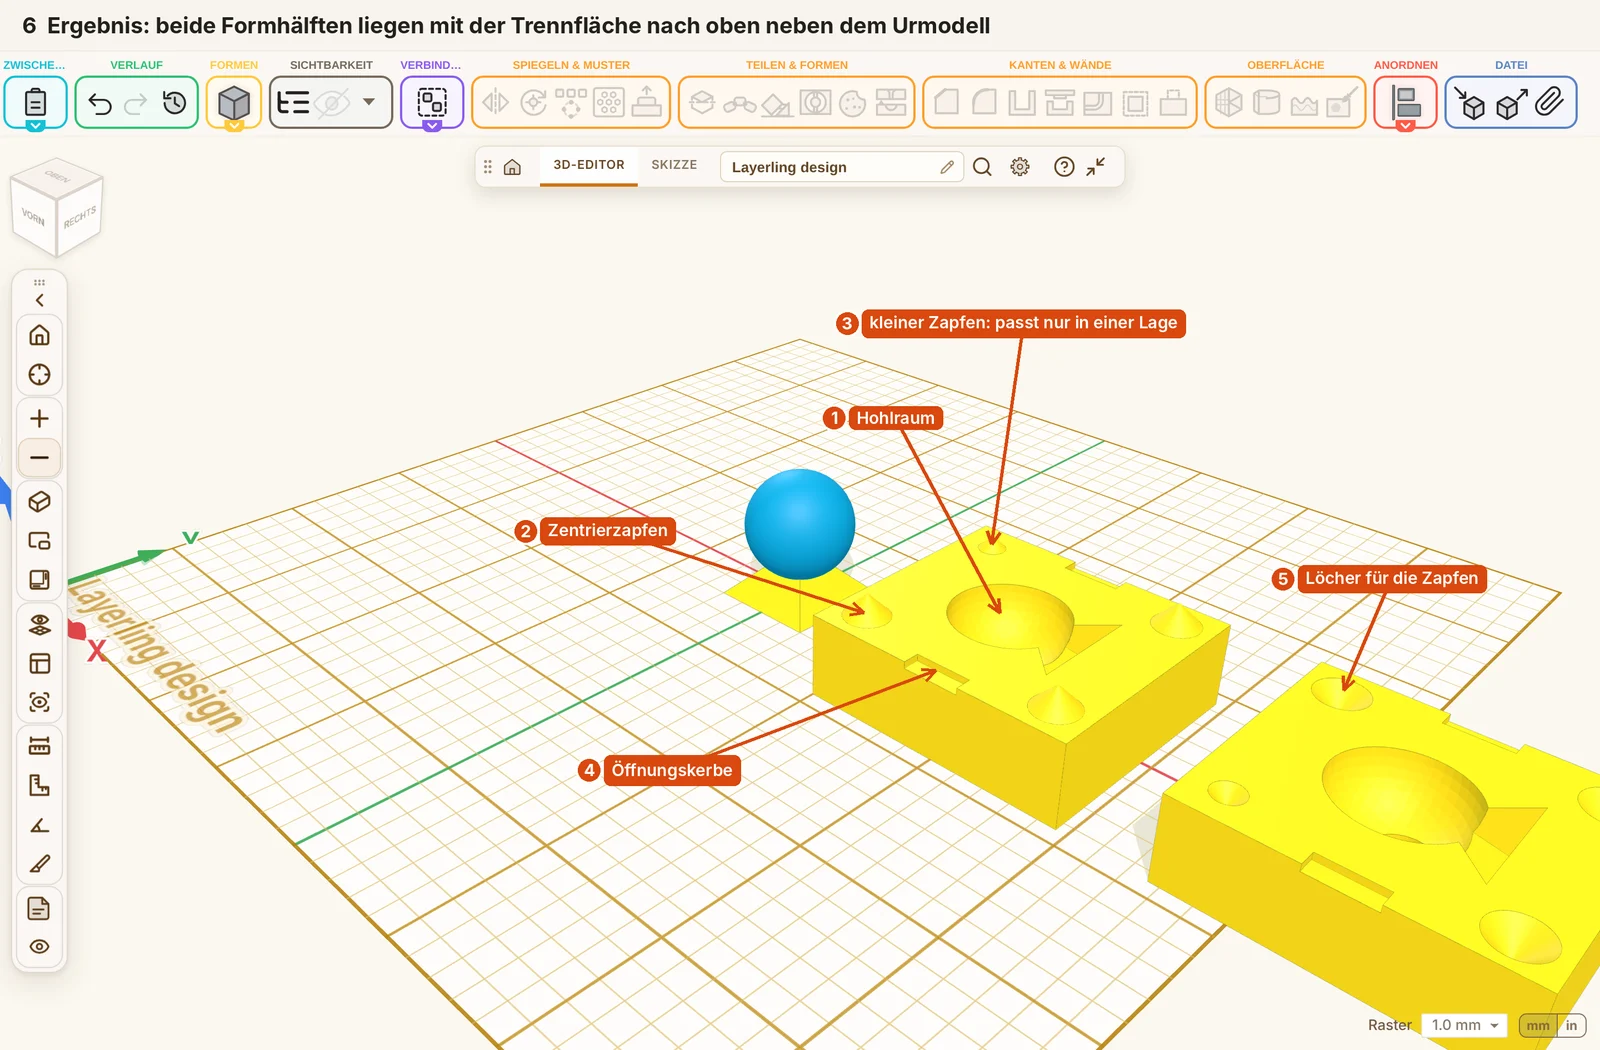 6 Ergebnis: beide Formhälften liegen mit der Trennfläche nach oben neben dem Urmodell
ZWISCHE... VERLAUF FORMEN SICHTBARKEIT VERBIND... SPIEGELN & MUSTER TEILEN & FORMEN KANTEN & WÄNDE OBERFLÄCHE ANORDNEN DATEI
3D-EDITOR SKIZZE Layerling design
OBEN
VORN RECHTS
3 kleiner Zapfen: passt nur in einer Lage
1 Hohlraum
2 Zentrierzapfen
5 Löcher für die Zapfen
4 Öffnungskerbe
Y
X
Layerling design
Raster 1.0 mm mm in